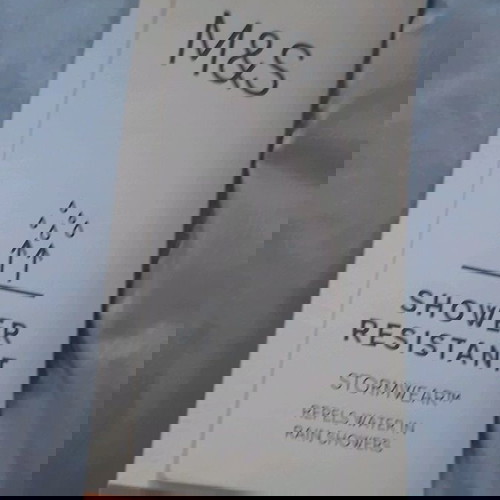 M&S
SHOWER
RESISTANT
STORMWEAR™
REPELS WATER IN
RAIN SHOWERS